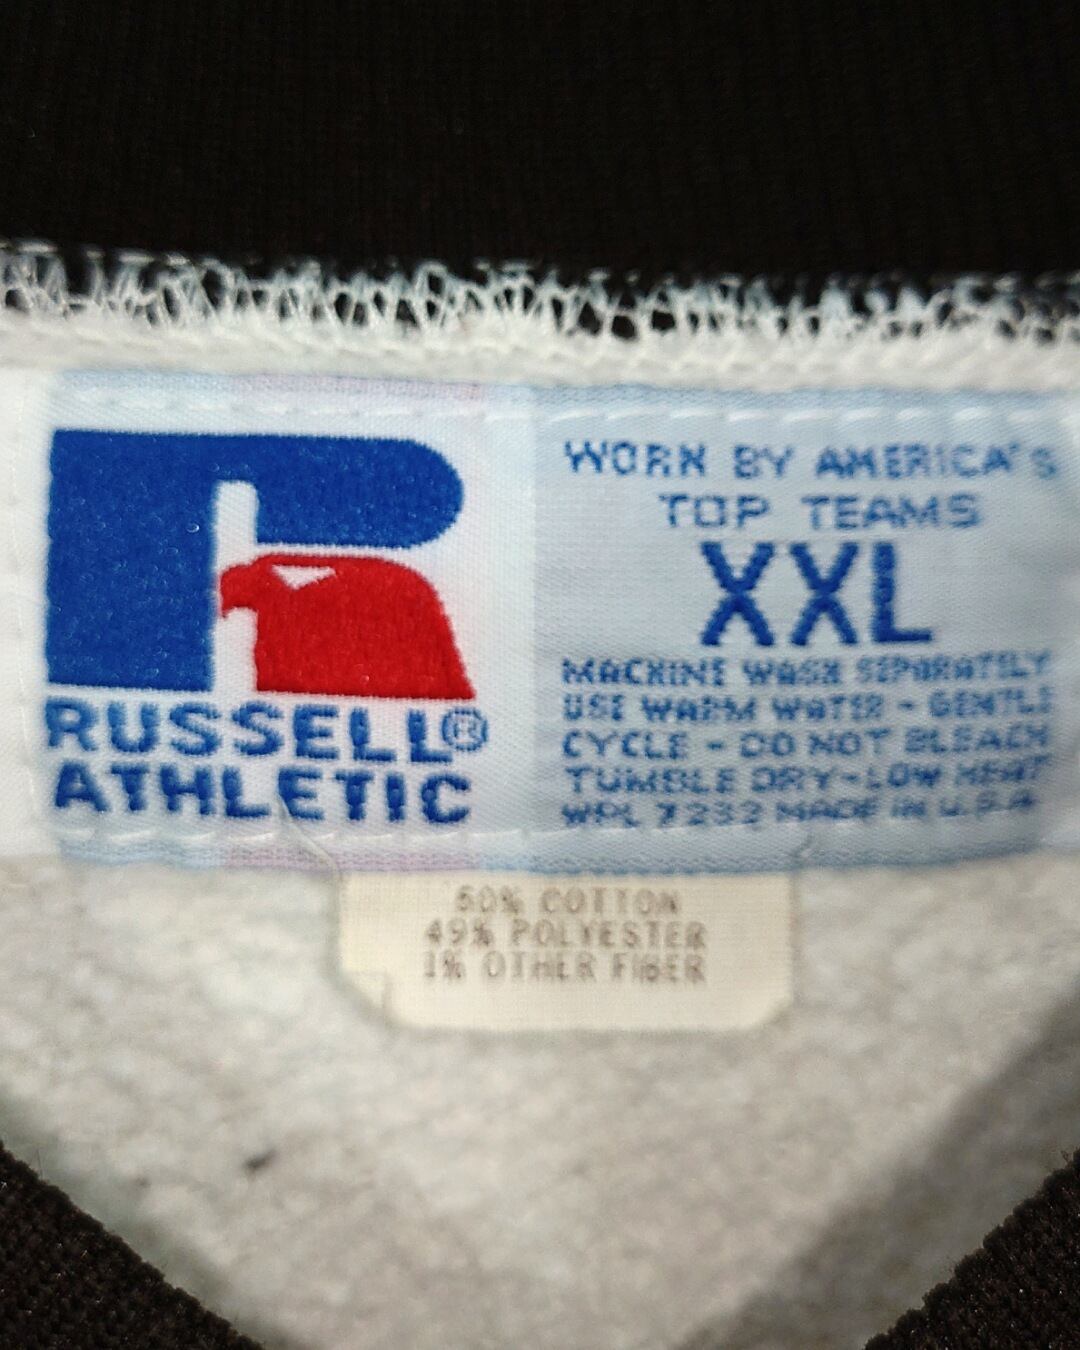 RUSSELL®
ATHLETIC
WORN BY AMERICA'S
TOP TEAMS
XXL
MACHINE WASH SEPARATELY
USE WARM WATER - GENTLE
CYCLE - DO NOT BLEACH
TUMBLE DRY-LOW HEAT
WPL 7232 MADE IN U.S.A
50% COTTON
49% POLYESTER
1% OTHER FIBER